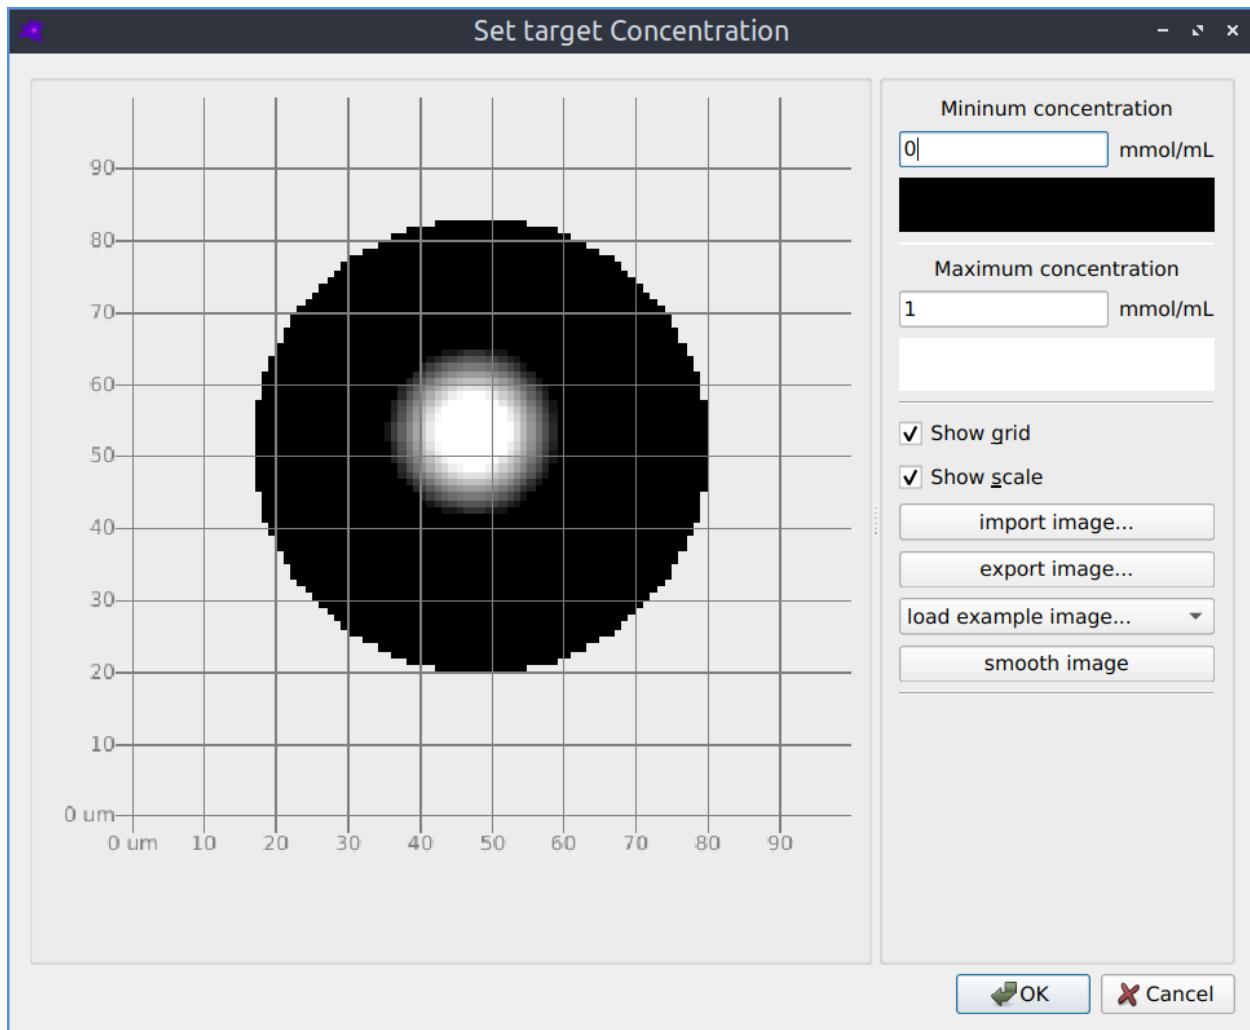 Set target Concentration
90
80
70
60
50
40
30
20
10
0 um
0 um 10 20 30 40 50 60 70 80 90
Mininum concentration
0 mmol/mL
Maximum concentration
1 mmol/mL
Show grid
Show scale
import image...
export image...
load example image...
smooth image
OK Cancel